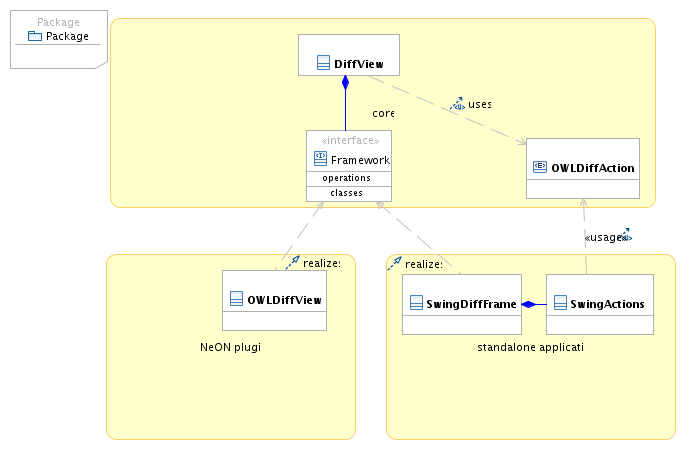 Package
Package
DiffView
core
uses
«interface»
Framework
operations
classes
OWLDiffAction
«usage
realize:
realize:
OWLDiffView
SwingDiffFrame
SwingActions
NeON plugi
standalone applicati